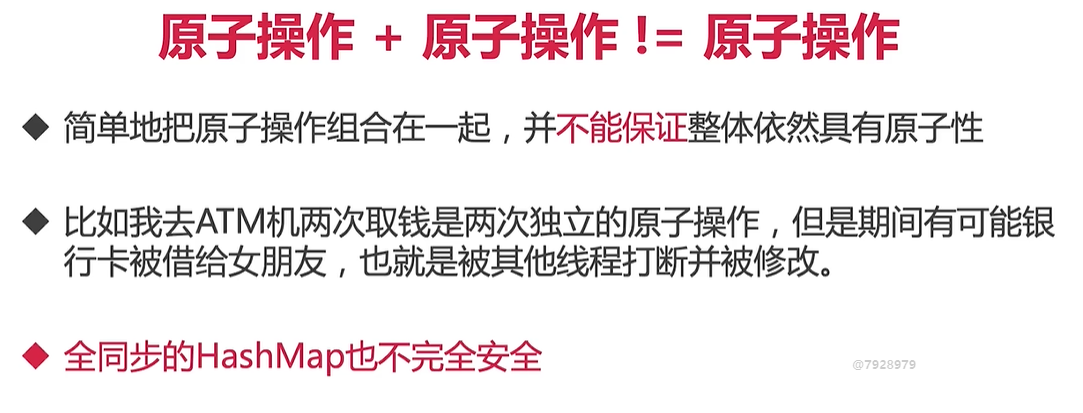 原子操作 + 原子操作 != 原子操作
◆ 简单地把原子操作组合在一起，并不能保证整体依然具有原子性
◆ 比如我去ATM机两次取钱是两次独立的原子操作，但是期间有可能银
行卡被借给女朋友，也就是被其他线程打断并被修改。
◆ 全同步的HashMap也不完全安全
@7928979